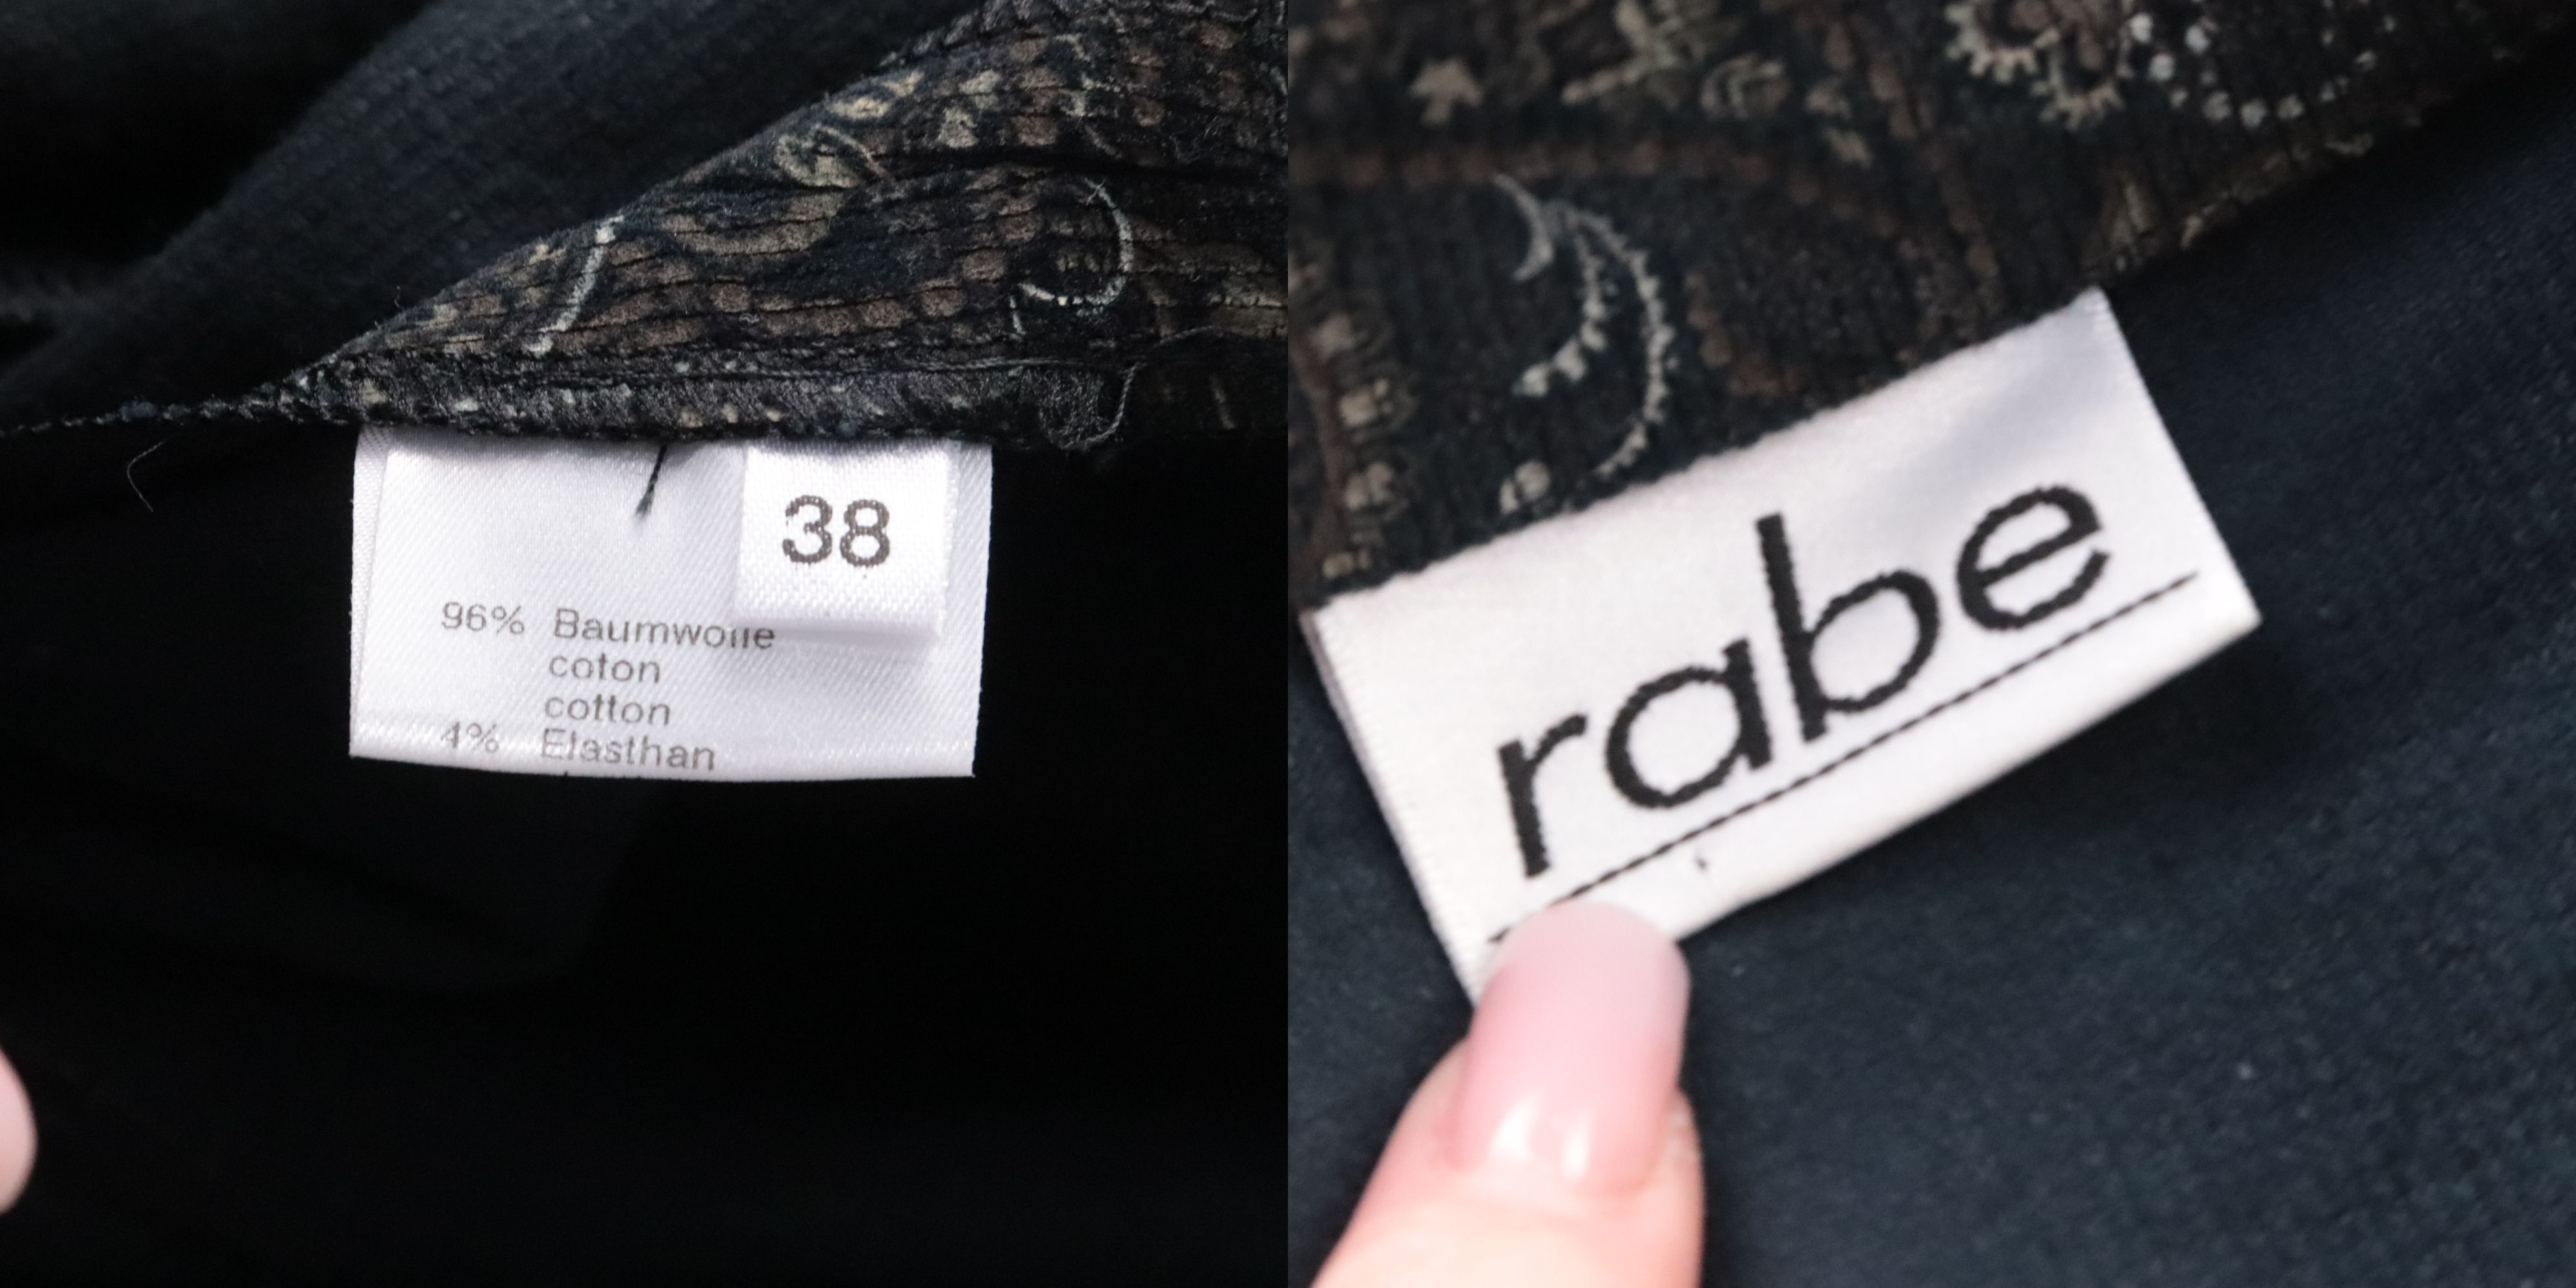 38
96% Baumwolle
coton
cotton
4% Elasthan
rabe